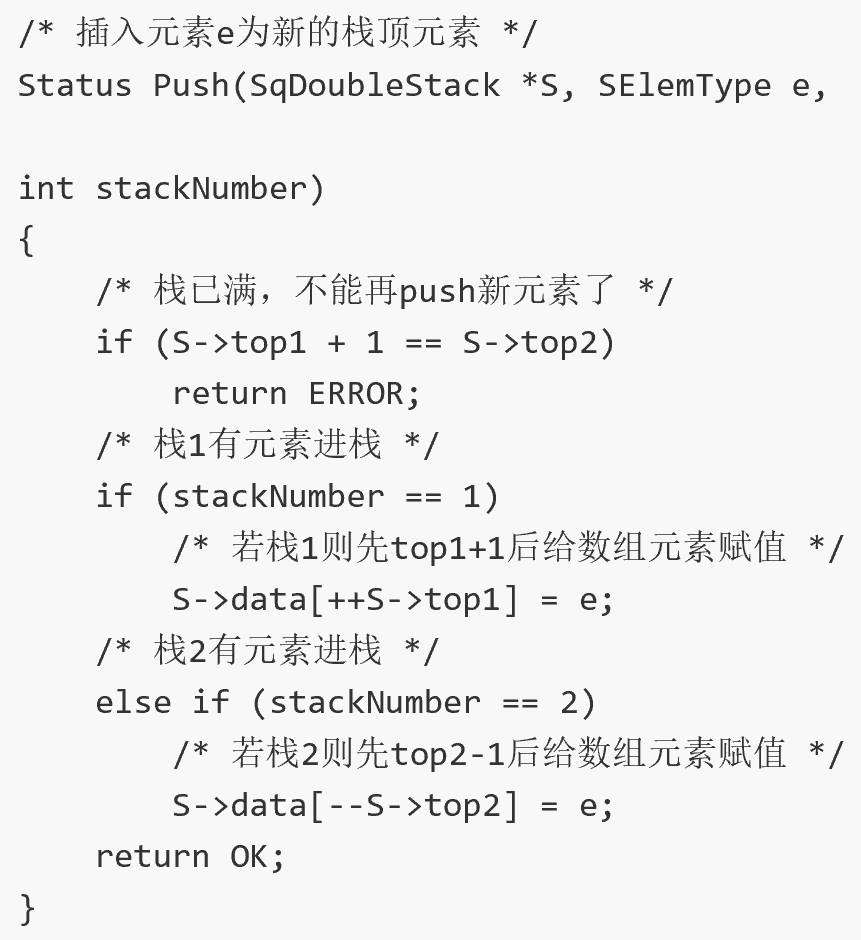 /* 插入元素e为新的栈顶元素 */
Status Push(SqDoubleStack *S, SElemType e,
int stackNumber)
{
    /* 栈已满，不能再push新元素了 */
    if (S->top1 + 1 == S->top2)
        return ERROR;
    /* 栈1有元素进栈 */
    if (stackNumber == 1)
        /* 若栈1则先top1+1后给数组元素赋值 */
        S->data[++S->top1] = e;
    /* 栈2有元素进栈 */
    else if (stackNumber == 2)
        /* 若栈2则先top2-1后给数组元素赋值 */
        S->data[--S->top2] = e;
    return OK;
}